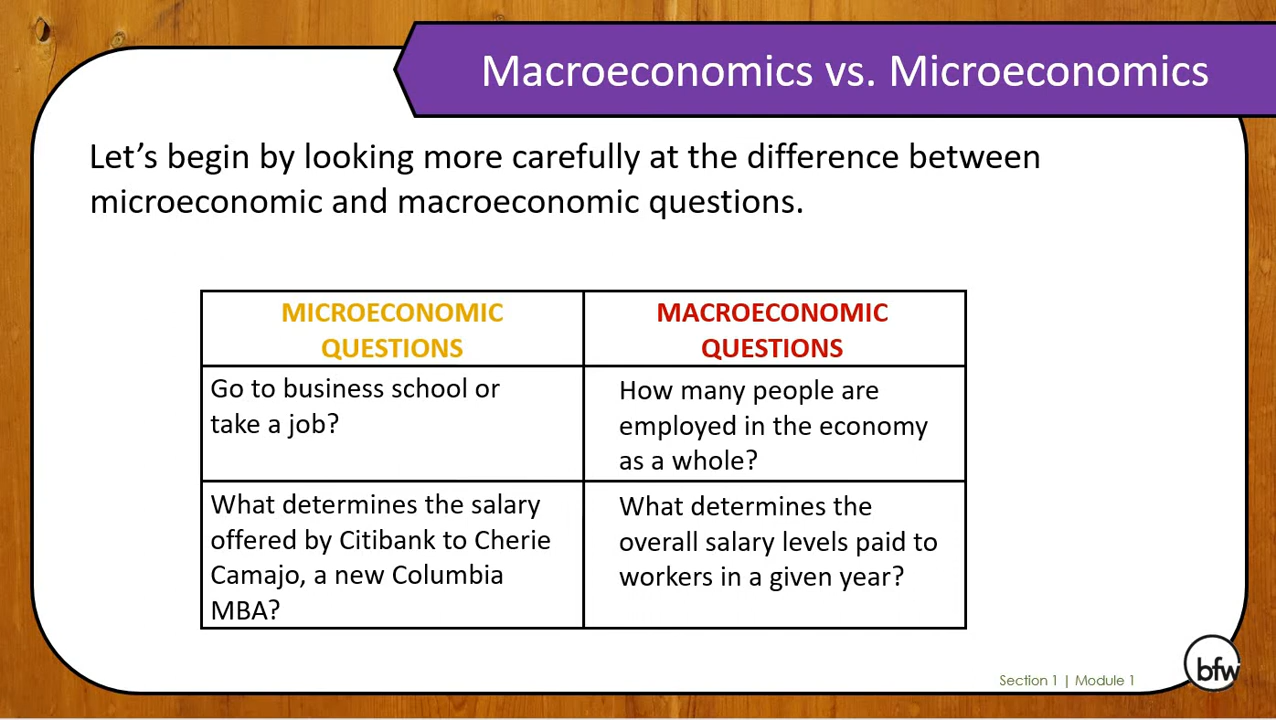 Macroeconomics vs. Microeconomics
Let’s begin by looking more carefully at the difference between
microeconomic and macroeconomic questions.
MICROECONOMIC
QUESTIONS
MACROECONOMIC
QUESTIONS
Go to business school or
take a job?
How many people are
employed in the economy
as a whole?
What determines the salary
offered by Citibank to Cherie
Camajo, a new Columbia
MBA?
What determines the
overall salary levels paid to
workers in a given year?
Section 1 | Module 1
bfw